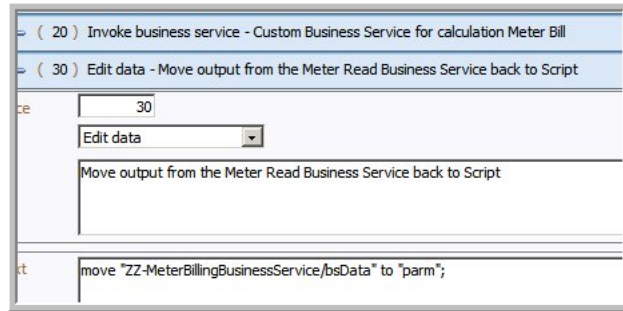 ( 20 ) Invoke business service - Custom Business Service for calculation Meter Bill
( 30 ) Edit data - Move output from the Meter Read Business Service back to Script
ce 30
Edit data
Move output from the Meter Read Business Service back to Script
xt move "ZZ-MeterBillingBusinessService/bsData" to "parm";